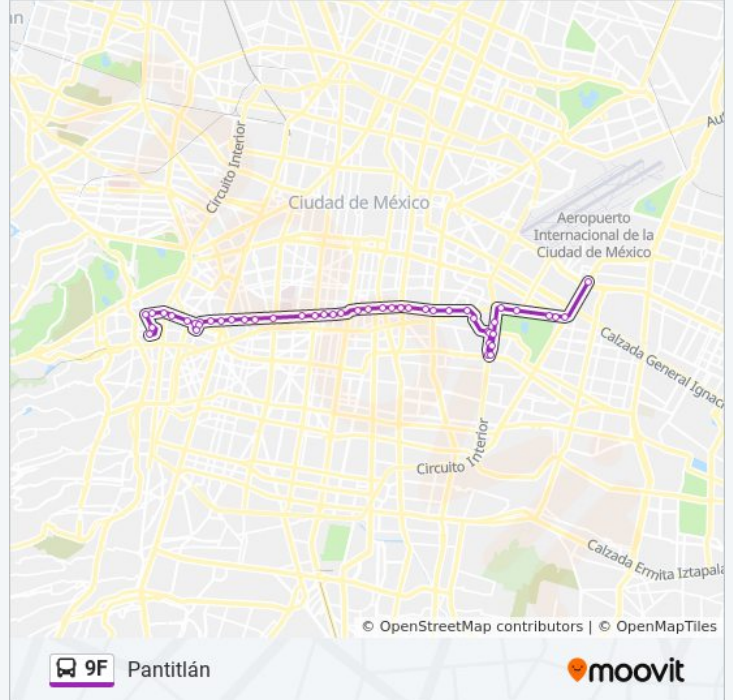 an
Circuito Interior
Ciudad de México
Aut
Aeropuerto
Internacional de la
Ciudad de México
Calzada General Ignac
Circuito Interior
Calzada Ermita Iztapala
© OpenStreetMap contributors | © OpenMapTiles
9F Pantitlán
moovit